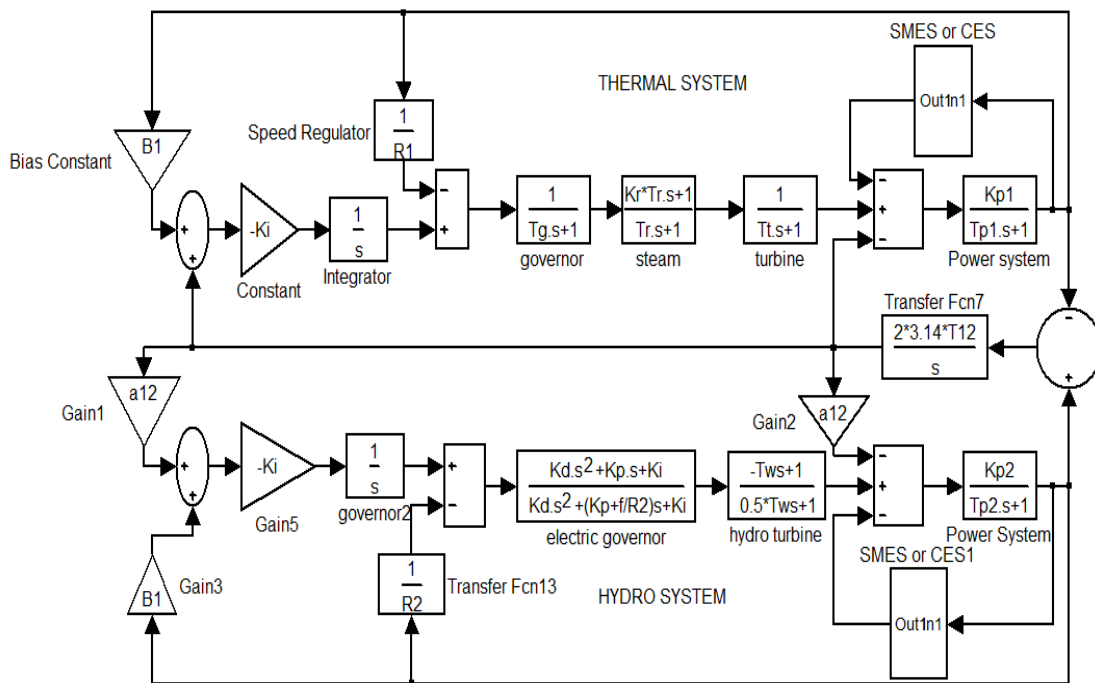 SMES or CES
THERMAL SYSTEM
Out1In1
Speed Regulator
1
R1
B1
Bias Constant
-
+
+
+
-Ki
Constant
1
s
Integrator
1
Tg.s+1
governor
Kr*Tr.s+1
Tr.s+1
steam
1
Tt.s+1
turbine
-
+
-
Kp1
Tp1.s+1
Power system
Transfer Fcn7
2*3.14*T12
s
-
+
a12
Gain1
a12
Gain2
+
+
-Ki
Gain5
1
s
governor2
+
-
Kd.s2+Kp.s+Ki
Kd.s2+(Kp+f/R2)s+Ki
electric governor
-Tws+1
0.5*Tws+1
hydro turbine
-
+
-
Kp2
Tp2.s+1
Power System
SMES or CES1
Out1In1
B1
Gain3
1
R2
Transfer Fcn13
HYDRO SYSTEM